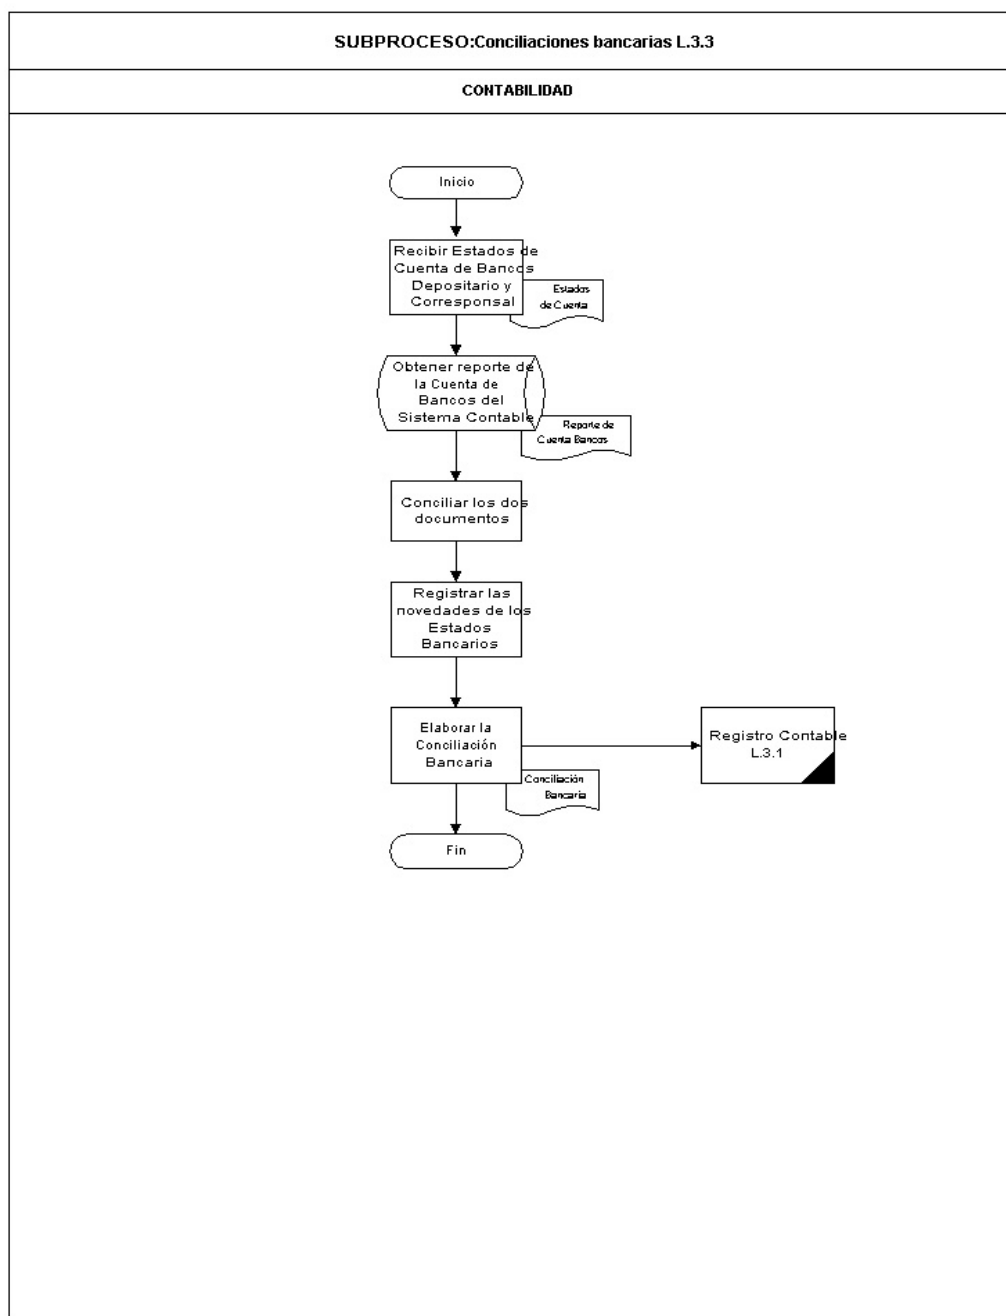 SUBPROCESO:Conciliaciones bancarias L.3.3
CONTABILIDAD
Inicio
Recibir Estados de
Cuenta de Bancos
Depositario y
Corresponsal
Estados
de Cuenta
Obtener reporte de
la Cuenta de
Bancos del
Sistema Contable
Reporte de
Cuenta Bancos
Conciliar los dos
documentos
Registrar las
novedades de los
Estados
Bancarios
Elaborar la
Conciliación
Bancaria
Registro Contable
L.3.1
Conciliación
Bancaria
Fin